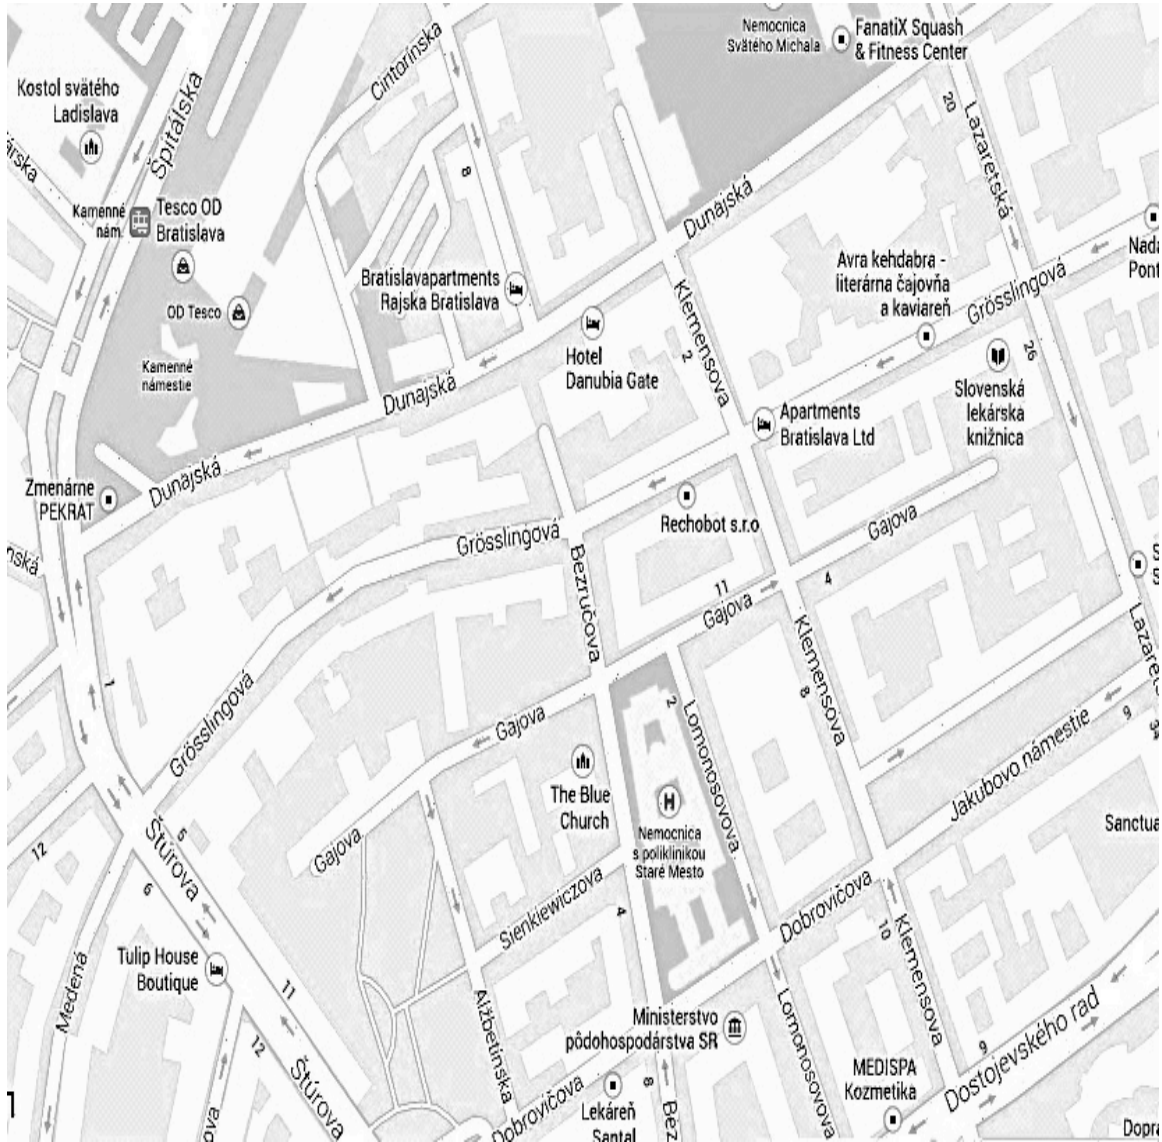 Nemocnica
Svätého Michala
FanatiX Squash
& Fitness Center
Cintorínska
Kostol svätého
Ladislava
Špitálska
20
Lazaretská
8
Kamenné
nám.
Tesco OD
Bratislava
Dunajská
Avra kehdabra -
literárna čajovňa
a kaviareň
Bratislavapartments
Rajska Bratislava
OD Tesco
Klemensova
2
Grösslingová
26
Kamenné
námestie
Hotel
Danubia Gate
Dunajská
Slovenská
lekárska
knižnica
Apartments
Bratislava Ltd
Dunajská
Zmenárne
PEKRAT
Rechobot s.r.o
Gajova
Grösslingová
Bezručova
11
Gajova
4
Klemensova
1
Grösslingová
Gajova
2
Lomonosovova
8
9
34
Jakubovo námestie
The Blue
Church
Nemocnica
s poliklinikou
Staré Mesto
Štúrova
5
12
6
Gajova
Sienkiewiczova
4
Dobrovičova
10
Klemensova
Medená
Tulip House
Boutique
11
12
Štúrova
Alžbetínska
Ministerstvo
pôdohospodárstva SR
Lomonosovova
9
Dostojevského rad
MEDISPA
Kozmetika
8
Dobrovičova
Lekáreň
Santal